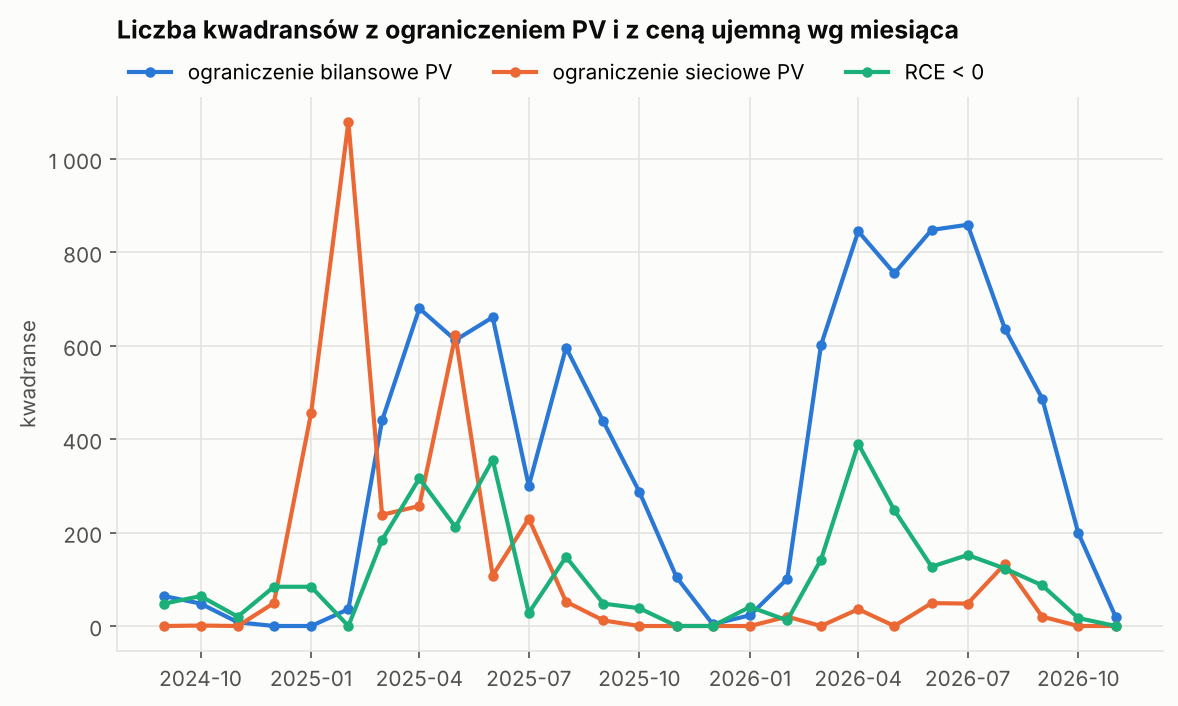 Liczba kwadransów z ograniczeniem PV i z ceną ujemną wg miesiąca
ograniczenie bilansowe PV ograniczenie sieciowe PV RCE < 0
kwadranse
1 000
800
600
400
200
0
2024-10 2025-01 2025-04 2025-07 2025-10 2026-01 2026-04 2026-07 2026-10